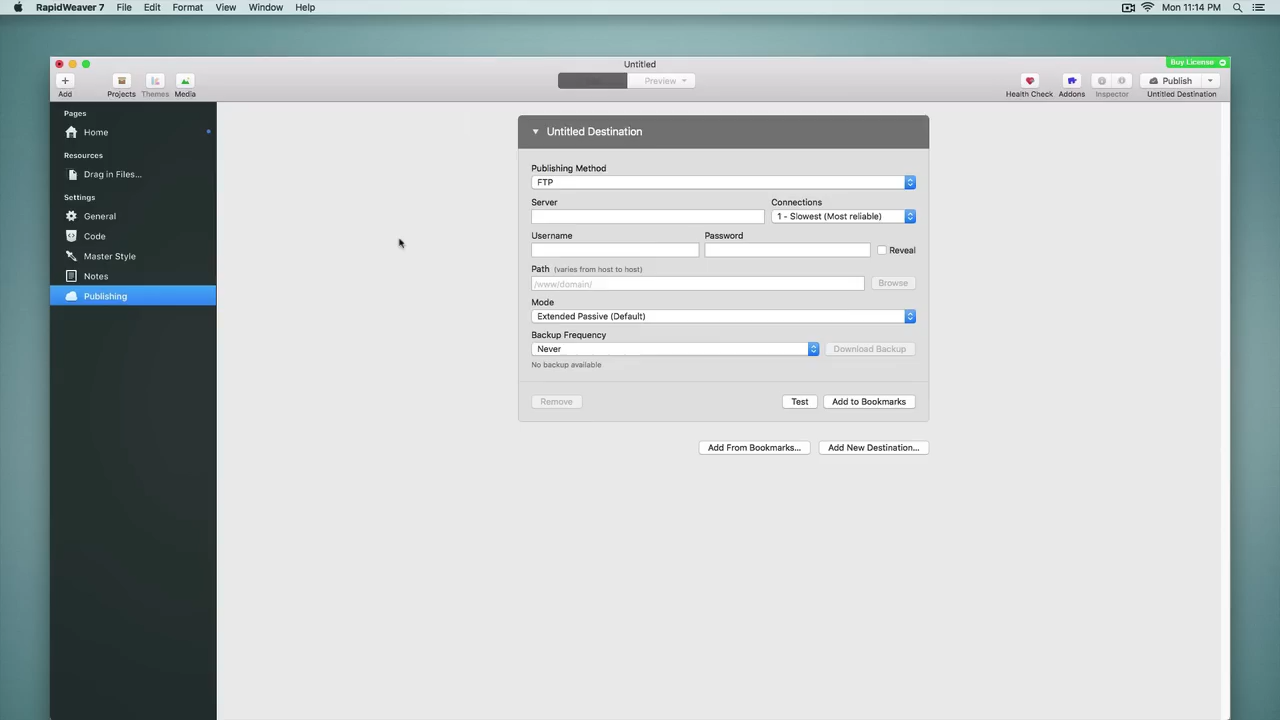 RapidWeaver 7 File Edit Format View Window Help Mon 11:14 PM
Untitled
Buy License
Preview
Publish
Add Projects Themes Media Health Check Addons Inspector Untitled Destination
Pages
Home
Resources
Drag in Files...
Settings
General
Code
Master Style
Notes
Publishing
Untitled Destination
Publishing Method
FTP
Server Connections
1 - Slowest (Most reliable)
Username Password
Reveal
Path (varies from host to host)
/www/domain/ Browse
Mode
Extended Passive (Default)
Backup Frequency
Never Download Backup
No backup available
Remove Test Add to Bookmarks
Add From Bookmarks... Add New Destination...